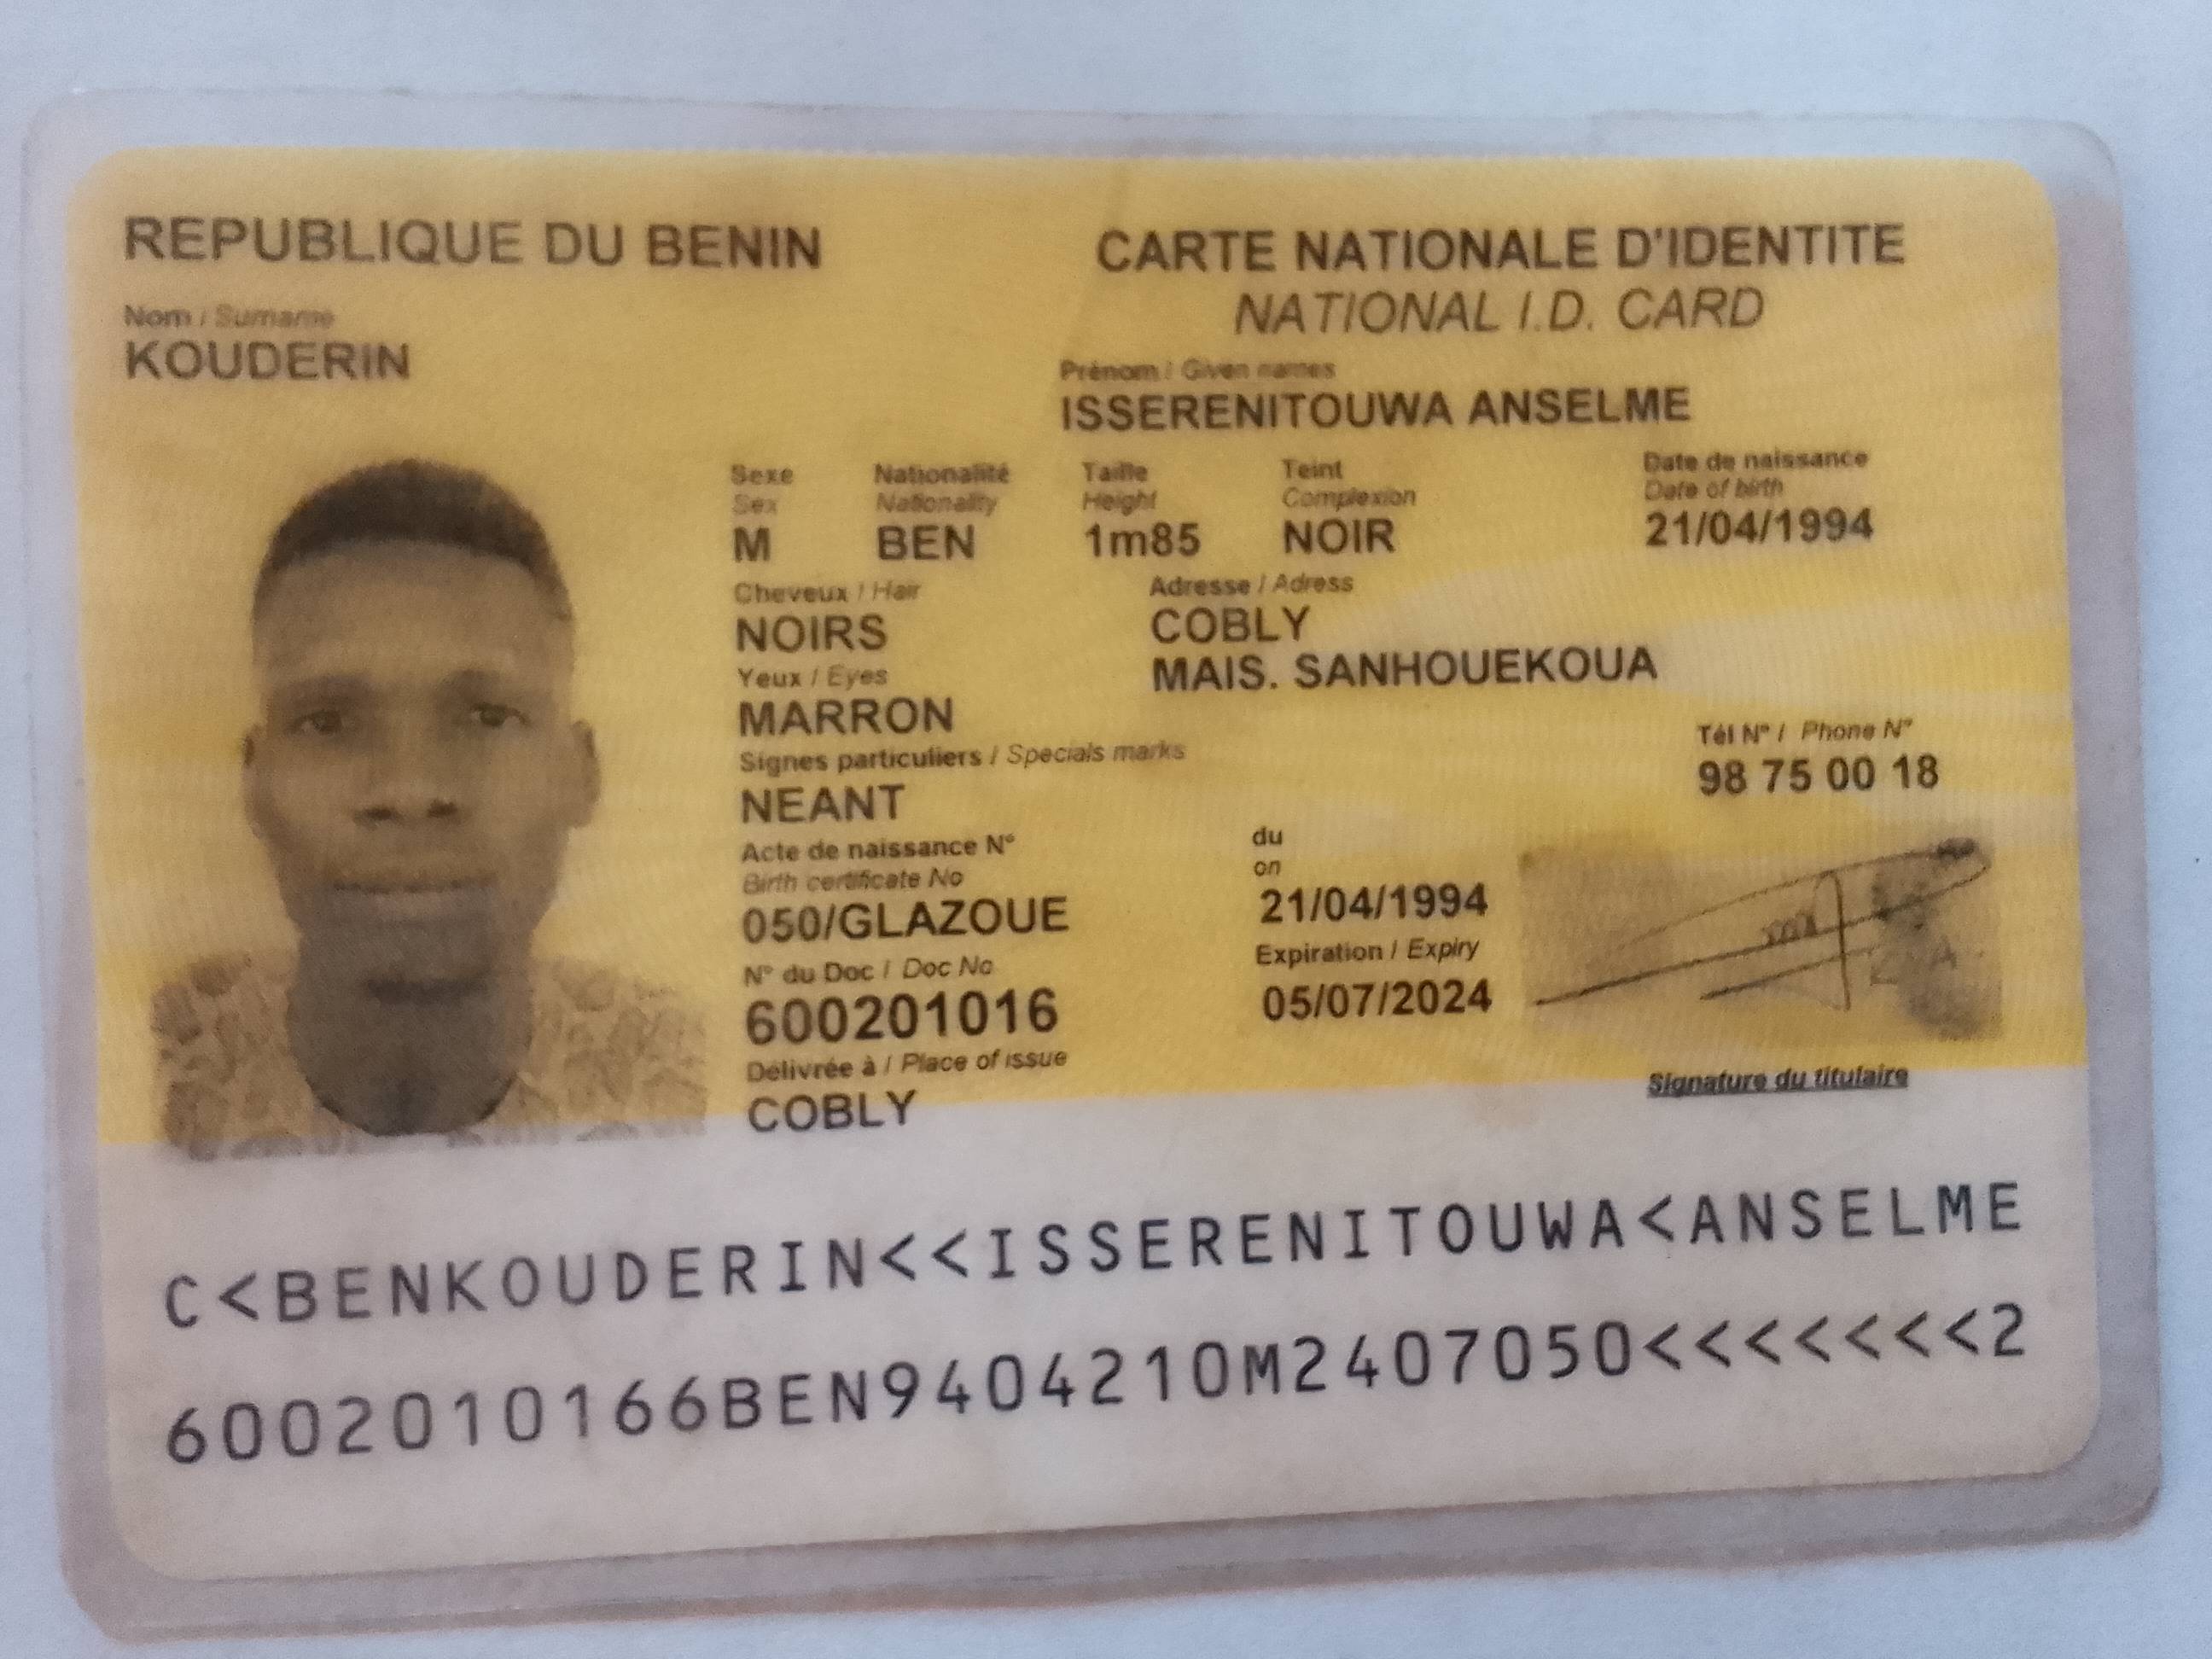 REPUBLIQUE DU BENIN
CARTE NATIONALE D'IDENTITE
NATIONAL I.D. CARD
Nom / Surname
KOUDERIN
Prénom / Given names
ISSERENITOUWA ANSELME
Sexe Nationalité Taille Teint Date de naissance
Sex Nationality Height Complexion Date of birth
M BEN 1m85 NOIR 21/04/1994
Cheveux / Hair Adresse / Adress
NOIRS COBLY
MAIS. SANHOUEKOUA
Yeux / Eyes
MARRON
Tél N° / Phone N°
98 75 00 18
Signes particuliers / Specials marks
NEANT
Acte de naissance N° du
Birth certificate No on
050/GLAZOUE 21/04/1994
N° du Doc / Doc No Expiration / Expiry
600201016 05/07/2024
Délivrée à / Place of issue
COBLY
Signature du titulaire
C<BENKOUDERIN<<ISSERENITOUWA<ANSELME
6002010166BEN9404210M2407050<<<<<<<2